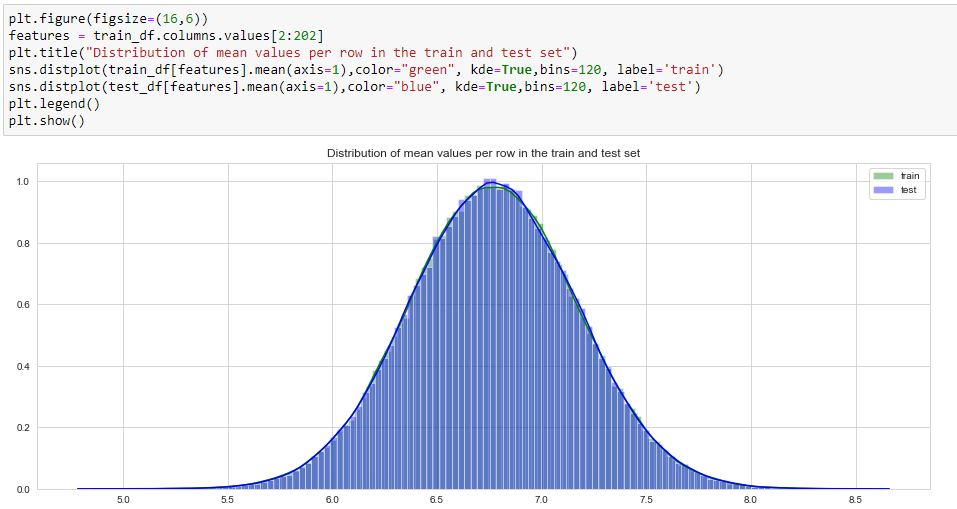 plt.figure(figsize=(16,6))
features = train_df.columns.values[2:202]
plt.title("Distribution of mean values per row in the train and test set")
sns.distplot(train_df[features].mean(axis=1),color="green", kde=True,bins=120, label='train')
sns.distplot(test_df[features].mean(axis=1),color="blue", kde=True,bins=120, label='test')
plt.legend()
plt.show()
Distribution of mean values per row in the train and test set
train
test
1.0
0.8
0.6
0.4
0.2
0.0
5.0 5.5 6.0 6.5 7.0 7.5 8.0 8.5